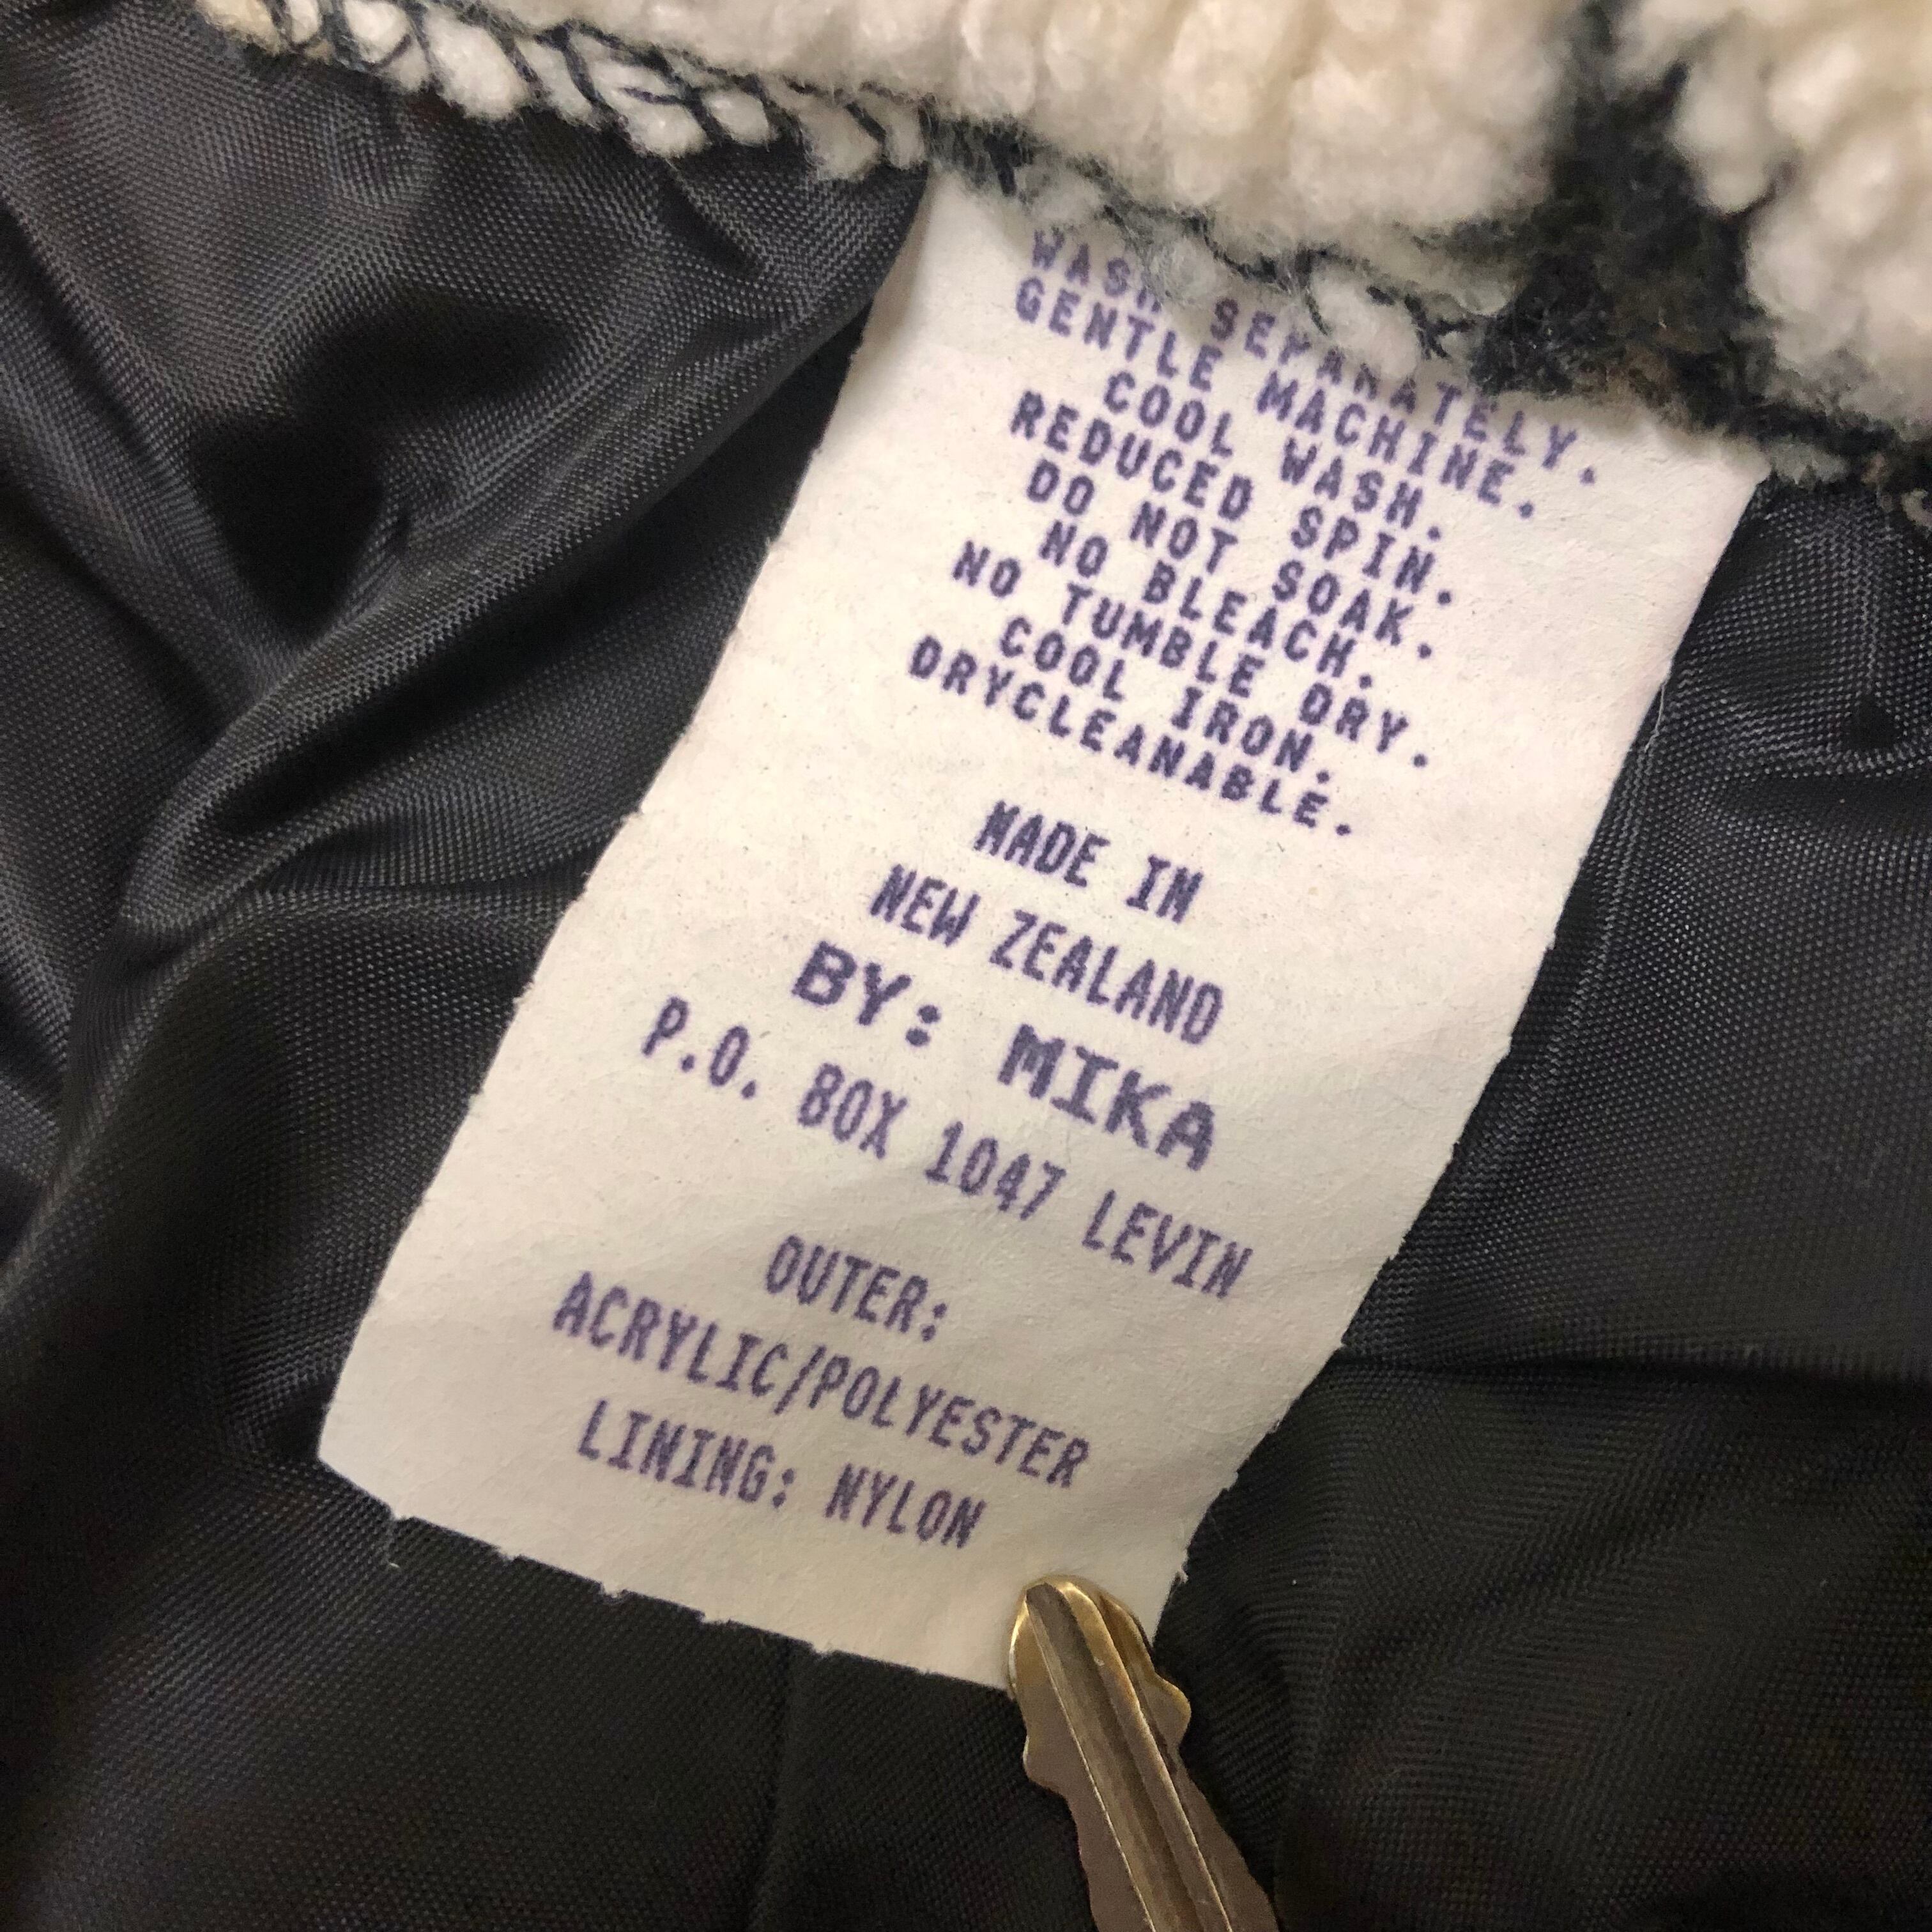 WASH SEPARATELY.
GENTLE MACHINE.
COOL WASH.
REDUCED SPIN.
DO NOT SOAK.
NO BLEACH.
NO TUMBLE DRY.
COOL IRON.
DRYCLEANABLE.
MADE IN
NEW ZEALAND
BY: MIKA
P.O. BOX 1047 LEVIN
OUTER:
ACRYLIC/POLYESTER
LINING: NYLON